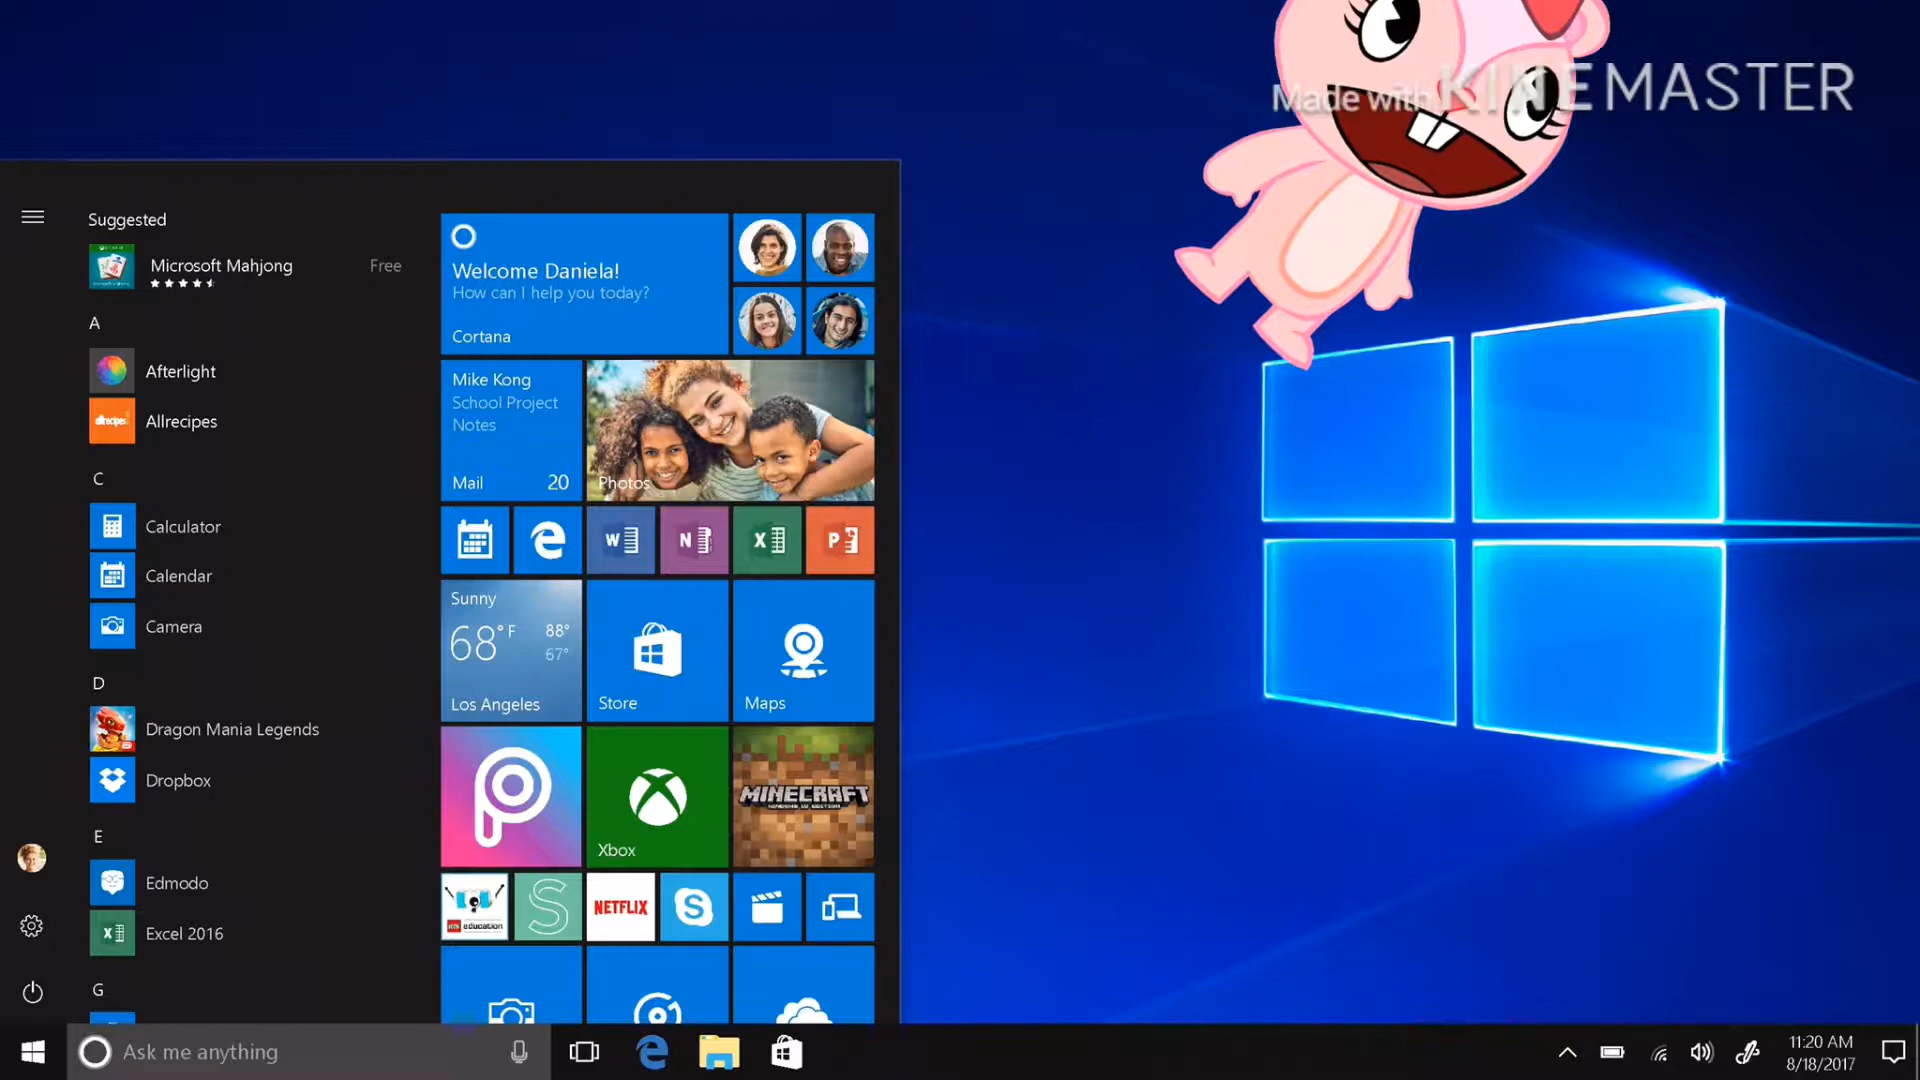 Made with KINEMASTER
Suggested
Microsoft Mahjong
Free
A
Afterlight
allrecipes
Allrecipes
C
Calculator
Calendar
Camera
D
Dragon Mania Legends
Dropbox
E
Edmodo
Excel 2016
G
Welcome Daniela!
How can I help you today?
Cortana
Mike Kong
School Project
Notes
Mail 20
Photos
W N X P
Sunny
68°F 88°
67°
Los Angeles
Store
Maps
Xbox
MINECRAFT
education
NETFLIX
Ask me anything
11:20 AM
8/18/2017